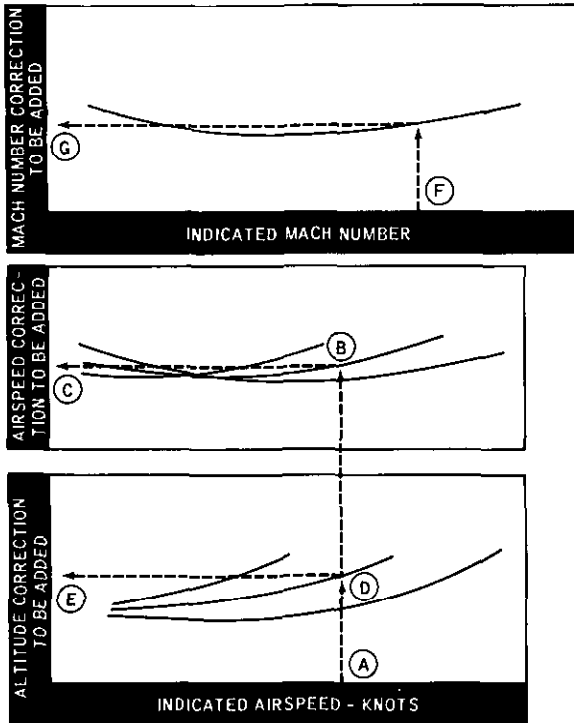 MACH NUMBER CORRECTION
TO BE ADDED
G
F
INDICATED MACH NUMBER
AIRSPEED CORREC-
TION TO BE ADDED
B
C
ALTITUDE CORRECTION
TO BE ADDED
E
D
A
INDICATED AIRSPEED - KNOTS